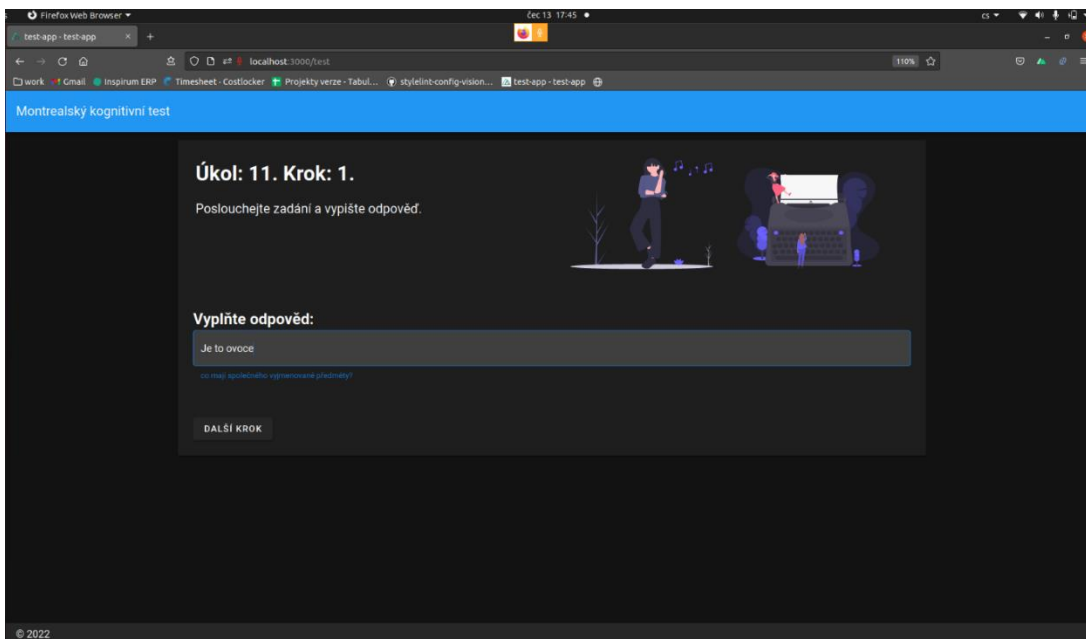 Firefox Web Browser
čec 13 17:45
cs
test-app - test-app
localhost:3000/test
110%
work
Gmail
Inspirum ERP
Timesheet - Costlocker
Projekty verze - Tabul...
stylelint-config-vision...
test-app - test-app
Montrealský kognitivní test
Úkol: 11. Krok: 1.
Poslouchejte zadání a vypište odpověď.
Vyplňte odpověd:
Je to ovoce
co mají společného vyjmenované předměty?
DALŠÍ KROK
© 2022